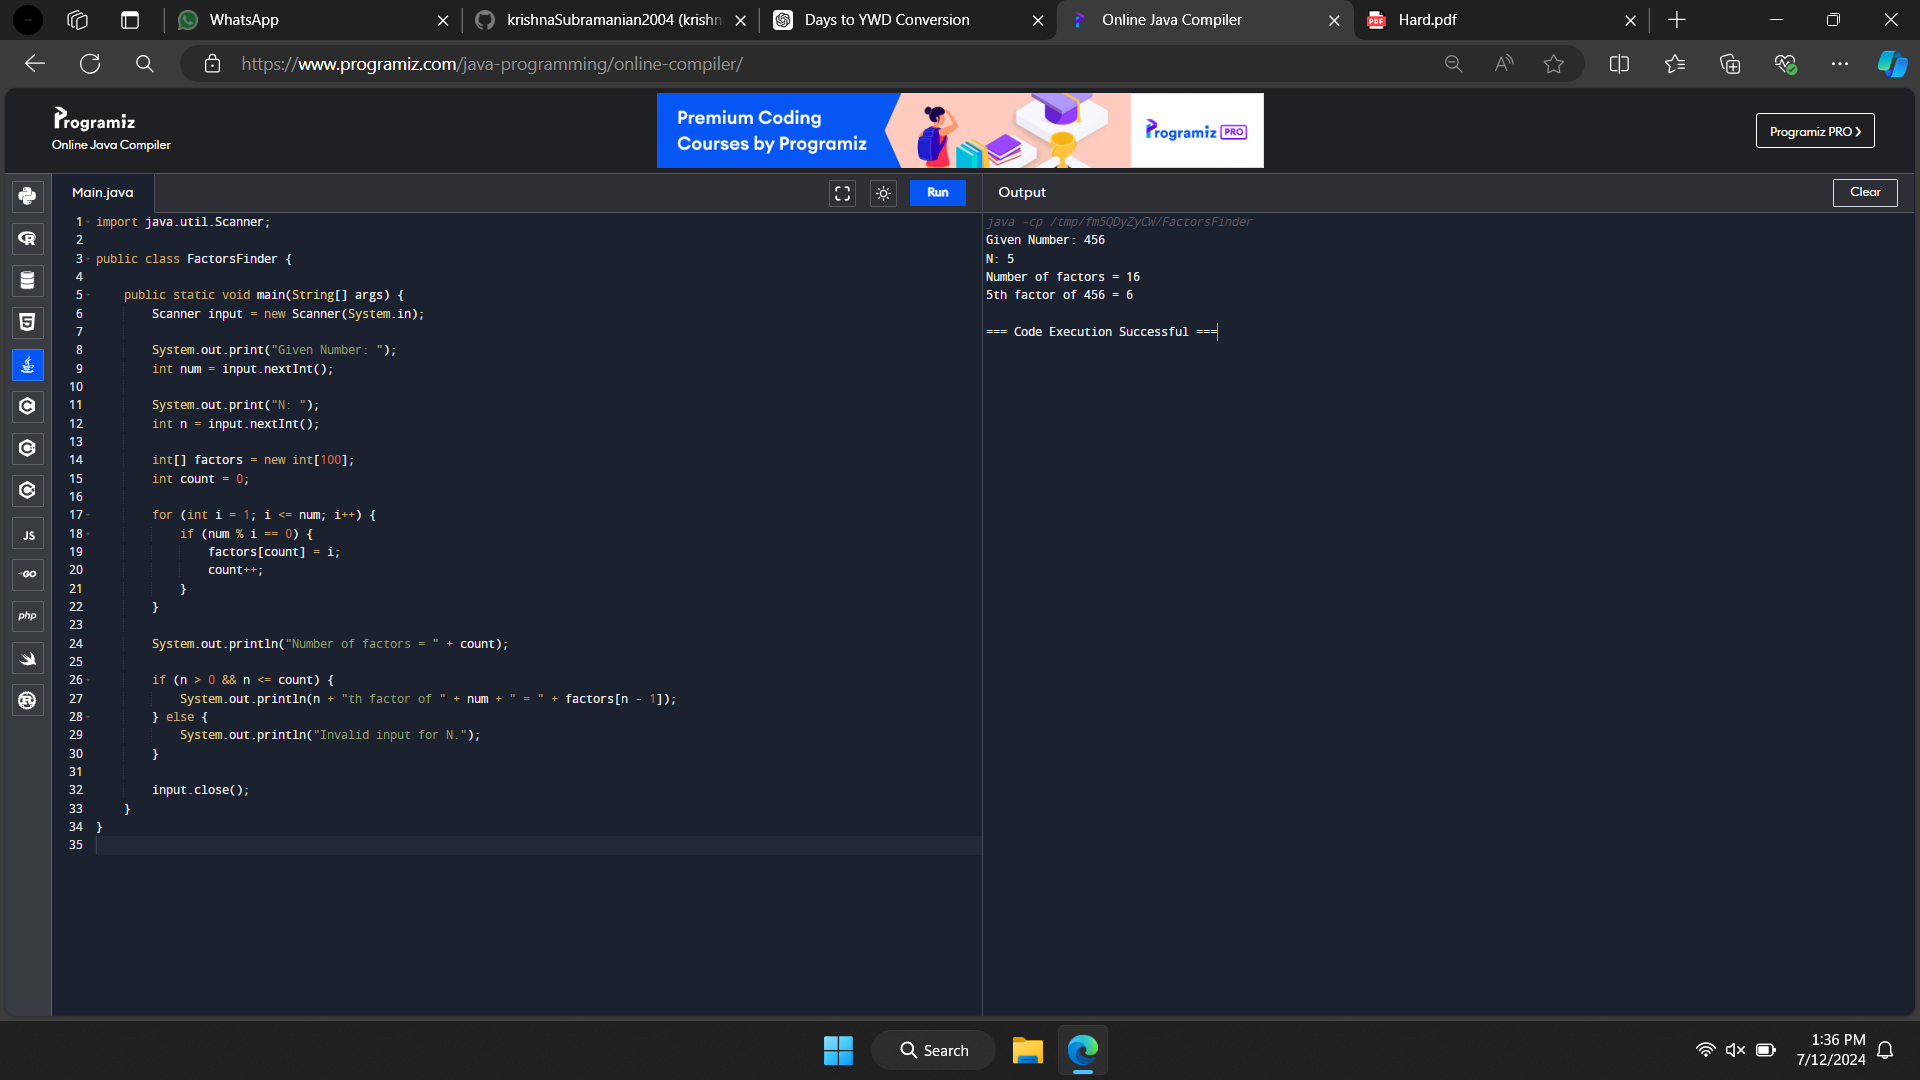 WhatsApp
krishnaSubramanian2004 (krishn
Days to YWD Conversion
Online Java Compiler
Hard.pdf
https://www.programiz.com/java-programming/online-compiler/
Programiz
Online Java Compiler
Premium Coding
Courses by Programiz
Programiz PRO
Programiz PRO ›
Main.java
Run
Output
Clear
1 import java.util.Scanner;
2
3 public class FactorsFinder {
4
5 public static void main(String[] args) {
6 Scanner input = new Scanner(System.in);
7
8 System.out.print("Given Number: ");
9 int num = input.nextInt();
10
11 System.out.print("N: ");
12 int n = input.nextInt();
13
14 int[] factors = new int[100];
15 int count = 0;
16
17 for (int i = 1; i <= num; i++) {
18 if (num % i == 0) {
19 factors[count] = i;
20 count++;
21 }
22 }
23
24 System.out.println("Number of factors = " + count);
25
26 if (n > 0 && n <= count) {
27 System.out.println(n + "th factor of " + num + " = " + factors[n - 1]);
28 } else {
29 System.out.println("Invalid input for N.");
30 }
31
32 input.close();
33 }
34 }
35
java -cp /tmp/fm5QDyZyCW/FactorsFinder
Given Number: 456
N: 5
Number of factors = 16
5th factor of 456 = 6
=== Code Execution Successful ===
JS
GO
php
Search
1:36 PM
7/12/2024